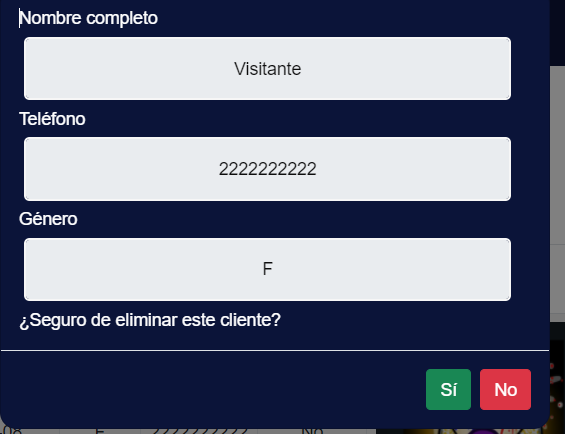 Nombre completo
Visitante
Teléfono
2222222222
Género
F
¿Seguro de eliminar este cliente?
Sí No